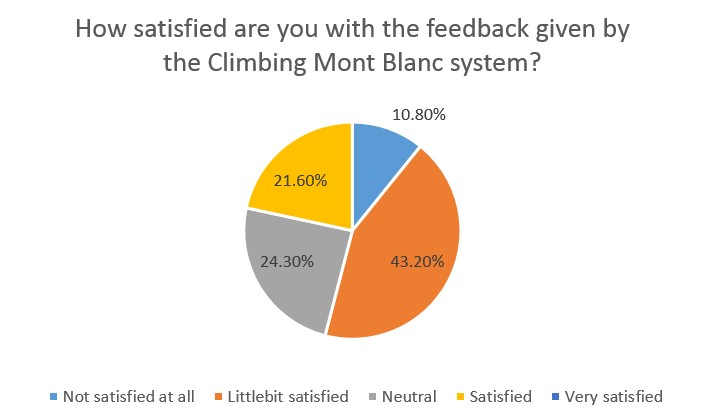 How satisfied are you with the feedback given by
the Climbing Mont Blanc system?
10.80%
21.60%
24.30%
43.20%
Not satisfied at all Littlebit satisfied Neutral Satisfied Very satisfied